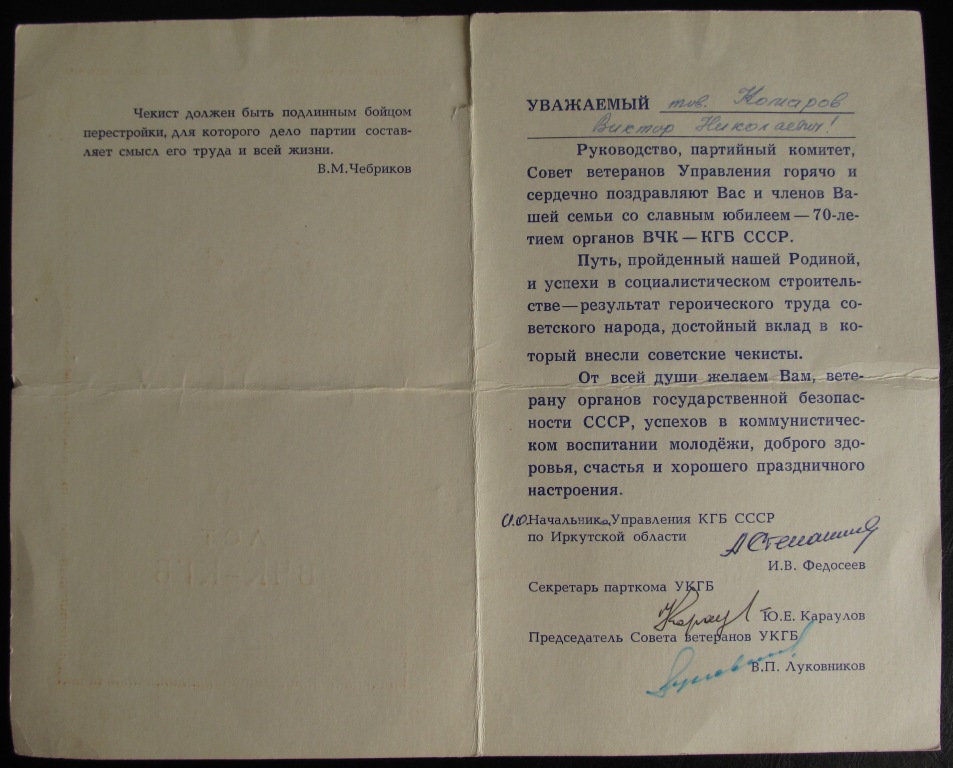 Чекист должен быть подлинным бойцом
перестройки, для которого дело партии состав-
ляет смысл его труда и всей жизни.
В.М.Чебриков
Лет
ВЧК-КГБ
УВАЖАЕМЫЙ тов. Комаров
Виктор Николаевич!
Руководство, партийный комитет,
Совет ветеранов Управления горячо и
сердечно поздравляют Вас и членов Ва-
шей семьи со славным юбилеем — 70-ле-
тием органов ВЧК — КГБ СССР.
Путь, пройденный нашей Родиной,
и успехи в социалистическом строитель-
стве—результат героического труда со-
ветского народа, достойный вклад в ко-
торый внесли советские чекисты.
От всей души желаем Вам, вете-
рану органов государственной безопас-
ности СССР, успехов в коммунистичес-
ком воспитании молодёжи, доброго здо-
ровья, счастья и хорошего праздничного
настроения.
И.О. Начальника Управления КГБ СССР
по Иркутской области
И.В. Федосеев
Секретарь парткома УКГБ
Ю.Е. Караулов
Председатель Совета ветеранов УКГБ
В.П. Луковников